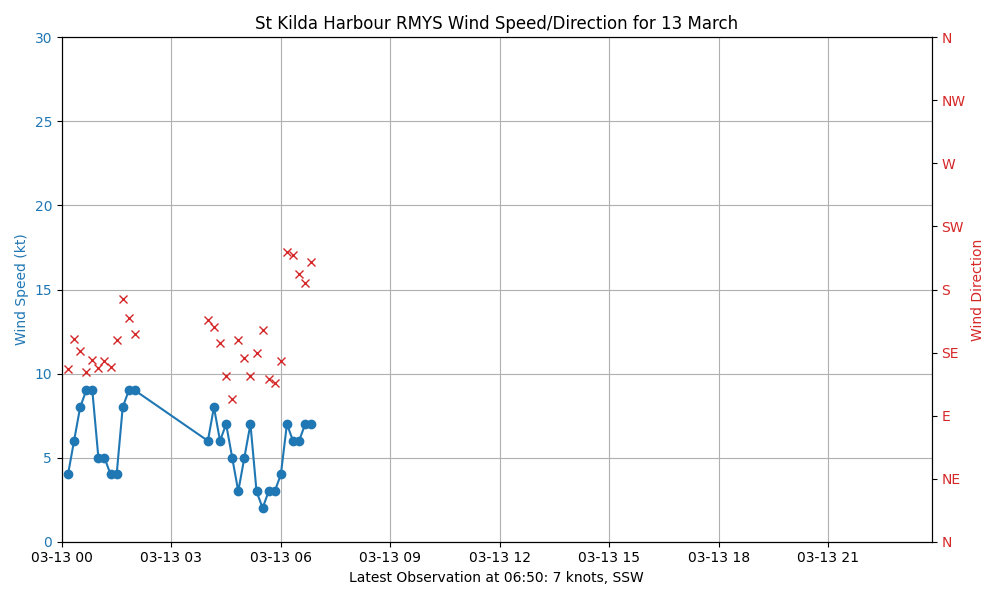 St Kilda Harbour RMYS Wind Speed/Direction for 13 March
30
25
20
15
10
5
0
Wind Speed (kt)
N
NW
W
SW
S
SE
E
NE
N
Wind Direction
03-13 00 03-13 03 03-13 06 03-13 09 03-13 12 03-13 15 03-13 18 03-13 21
Latest Observation at 06:50: 7 knots, SSW